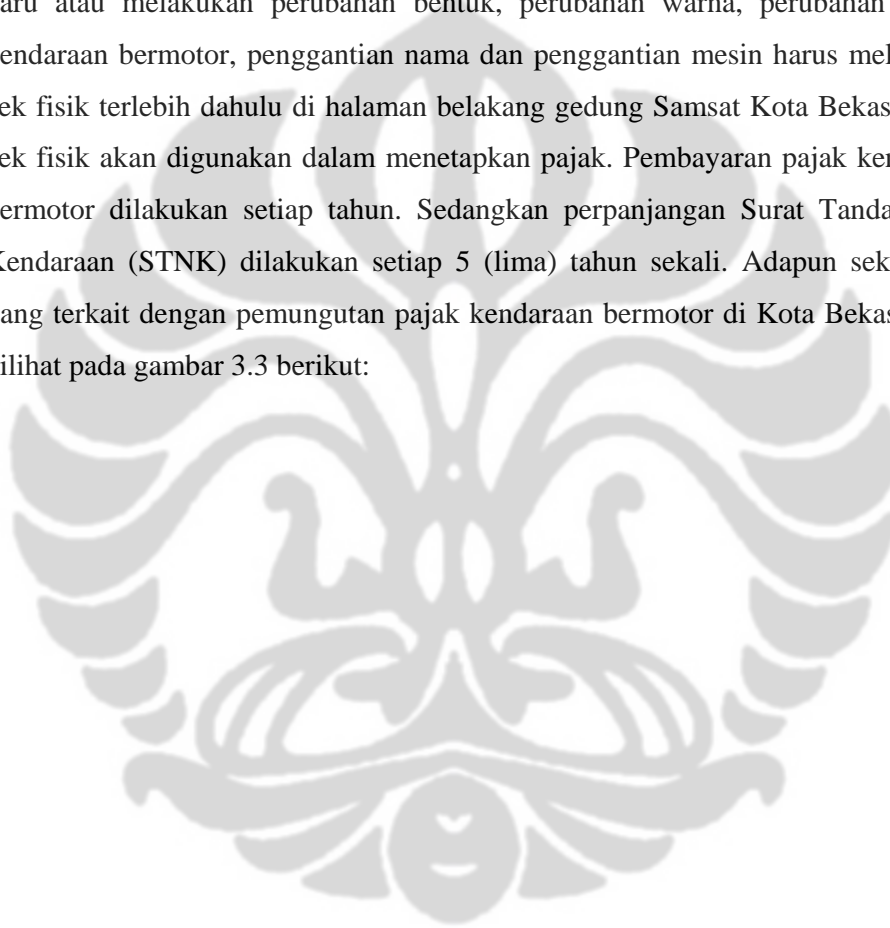 aru atau melakukan perubahan bentuk, perubahan warna, perubahan
endaraan bermotor, penggantian nama dan penggantian mesin harus mel
ek fisik terlebih dahulu di halaman belakang gedung Samsat Kota Bekas
ek fisik akan digunakan dalam menetapkan pajak. Pembayaran pajak ken
ermotor dilakukan setiap tahun. Sedangkan perpanjangan Surat Tanda
Kendaraan (STNK) dilakukan setiap 5 (lima) tahun sekali. Adapun sek
ang terkait dengan pemungutan pajak kendaraan bermotor di Kota Bekas
ilihat pada gambar 3.3 berikut: